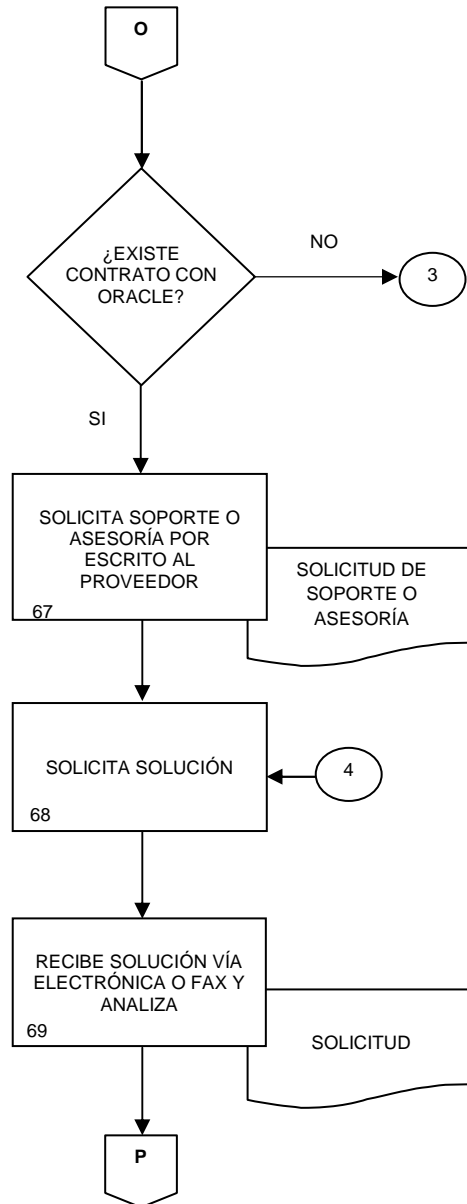 O
¿EXISTE
CONTRATO CON
ORACLE?
NO
3
SI
SOLICITA SOPORTE O
ASESORÍA POR
ESCRITO AL
PROVEEDOR
67
SOLICITUD DE
SOPORTE O
ASESORÍA
SOLICITA SOLUCIÓN
68
4
RECIBE SOLUCIÓN VÍA
ELECTRÓNICA O FAX Y
ANALIZA
69
SOLICITUD
P